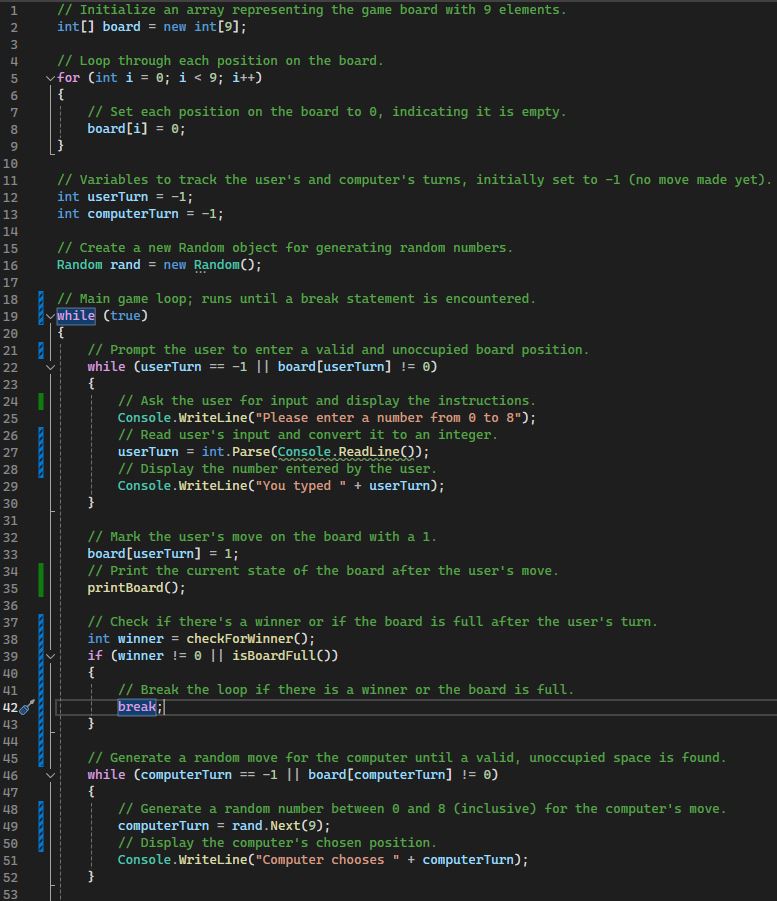 1 // Initialize an array representing the game board with 9 elements.
2 int[] board = new int[9];
3
4 // Loop through each position on the board.
5 for (int i = 0; i < 9; i++)
6 {
7 // Set each position on the board to 0, indicating it is empty.
8 board[i] = 0;
9 }
10
11 // Variables to track the user's and computer's turns, initially set to -1 (no move made yet).
12 int userTurn = -1;
13 int computerTurn = -1;
14
15 // Create a new Random object for generating random numbers.
16 Random rand = new Random();
17
18 // Main game loop; runs until a break statement is encountered.
19 while (true)
20 {
21 // Prompt the user to enter a valid and unoccupied board position.
22 while (userTurn == -1 || board[userTurn] != 0)
23 {
24 // Ask the user for input and display the instructions.
25 Console.WriteLine("Please enter a number from 0 to 8");
26 // Read user's input and convert it to an integer.
27 userTurn = int.Parse(Console.ReadLine());
28 // Display the number entered by the user.
29 Console.WriteLine("You typed " + userTurn);
30 }
31
32 // Mark the user's move on the board with a 1.
33 board[userTurn] = 1;
34 // Print the current state of the board after the user's move.
35 printBoard();
36
37 // Check if there's a winner or if the board is full after the user's turn.
38 int winner = checkForWinner();
39 if (winner != 0 || isBoardFull())
40 {
41 // Break the loop if there is a winner or the board is full.
42 break;
43 }
44
45 // Generate a random move for the computer until a valid, unoccupied space is found.
46 while (computerTurn == -1 || board[computerTurn] != 0)
47 {
48 // Generate a random number between 0 and 8 (inclusive) for the computer's move.
49 computerTurn = rand.Next(9);
50 // Display the computer's chosen position.
51 Console.WriteLine("Computer chooses " + computerTurn);
52 }
53